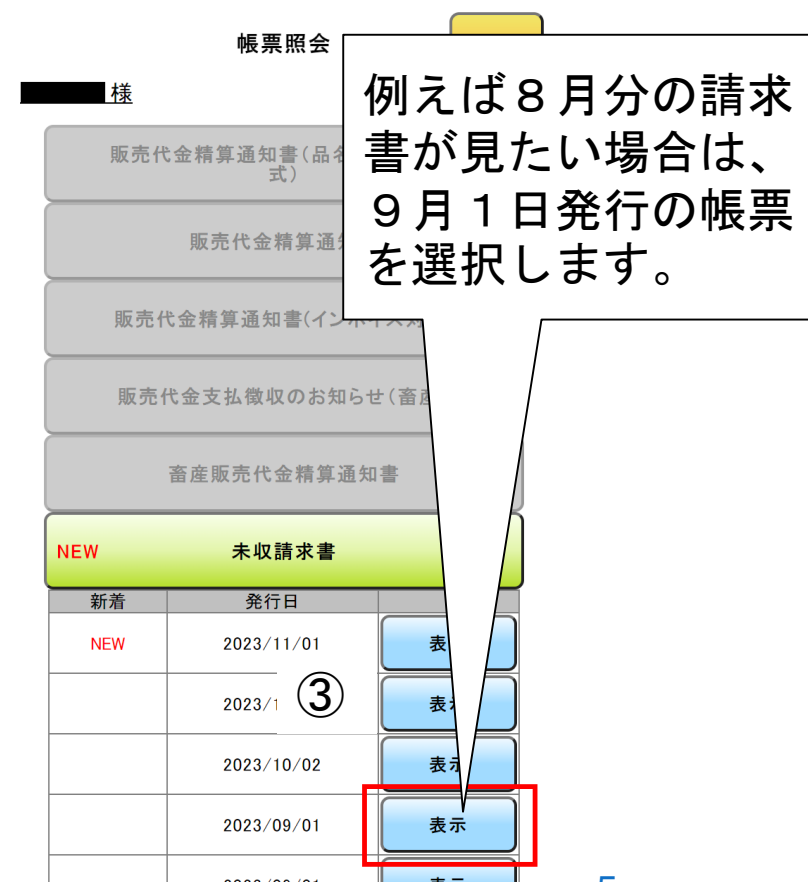 帳票照会
様
例えば８月分の請求
書が見たい場合は、
９月１日発行の帳票
を選択します。
販売代金精算通知書（品名
式）
販売代金精算通
販売代金精算通知書(イン
販売代金支払徴収のお知らせ（畜
畜産販売代金精算通知書
NEW 未収請求書
新着 発行日
NEW 2023/11/01 表
2023/1 ③ 表
2023/10/02 表示
2023/09/01 表示